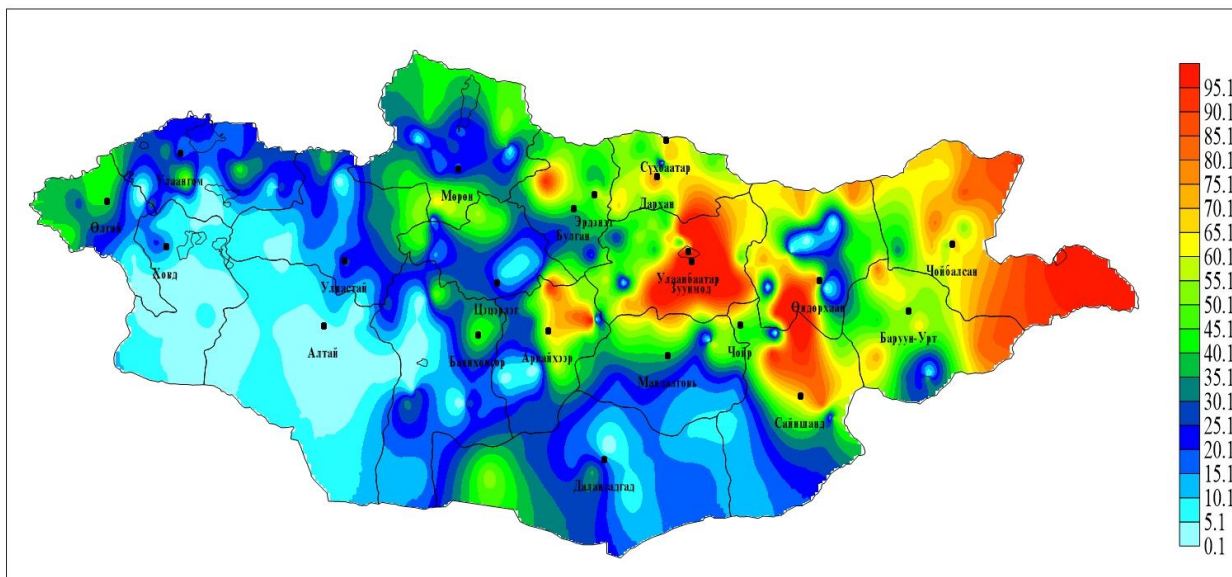 Сүхбаатар
Улаангом
Мөрөн
Дархан
Өлгий
Эрдэнэт
Булган
Ховд
Чойбалсан
Улаанбаатар
Улиастай
Зуунмод
Өндөрхаан
Цэцэрлэг
Баруун-Урт
Алтай
Арвайхээр
Чойр
Баянхонгор
Мандалговь
Сайншанд
Даланзадгад
95.1
90.1
85.1
80.1
75.1
70.1
65.1
60.1
55.1
50.1
45.1
40.1
35.1
30.1
25.1
20.1
15.1
10.1
5.1
0.1